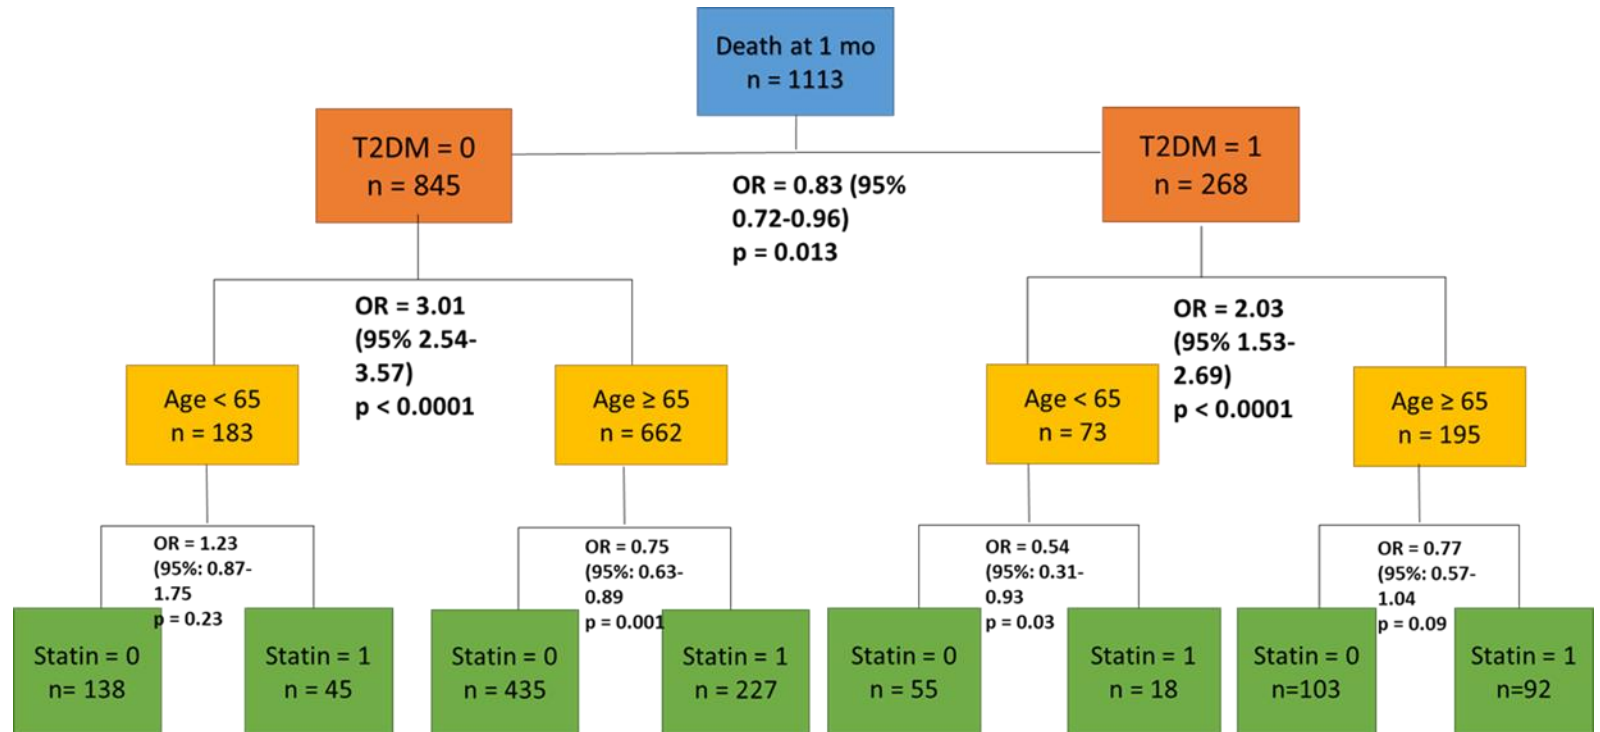 Death at 1 mo
n = 1113
T2DM = 0
n = 845
T2DM = 1
n = 268
OR = 0.83 (95%
0.72-0.96)
p = 0.013
OR = 3.01
(95% 2.54-
3.57)
p < 0.0001
OR = 2.03
(95% 1.53-
2.69)
p < 0.0001
Age < 65
n = 183
Age ≥ 65
n = 662
Age < 65
n = 73
Age ≥ 65
n = 195
OR = 1.23
(95%: 0.87-
1.75
p = 0.23
OR = 0.75
(95%: 0.63-
0.89
p = 0.001
OR = 0.54
(95%: 0.31-
0.93
p = 0.03
OR = 0.77
(95%: 0.57-
1.04
p = 0.09
Statin = 0
n= 138
Statin = 1
n = 45
Statin = 0
n = 435
Statin = 1
n = 227
Statin = 0
n = 55
Statin = 1
n = 18
Statin = 0
n=103
Statin = 1
n=92